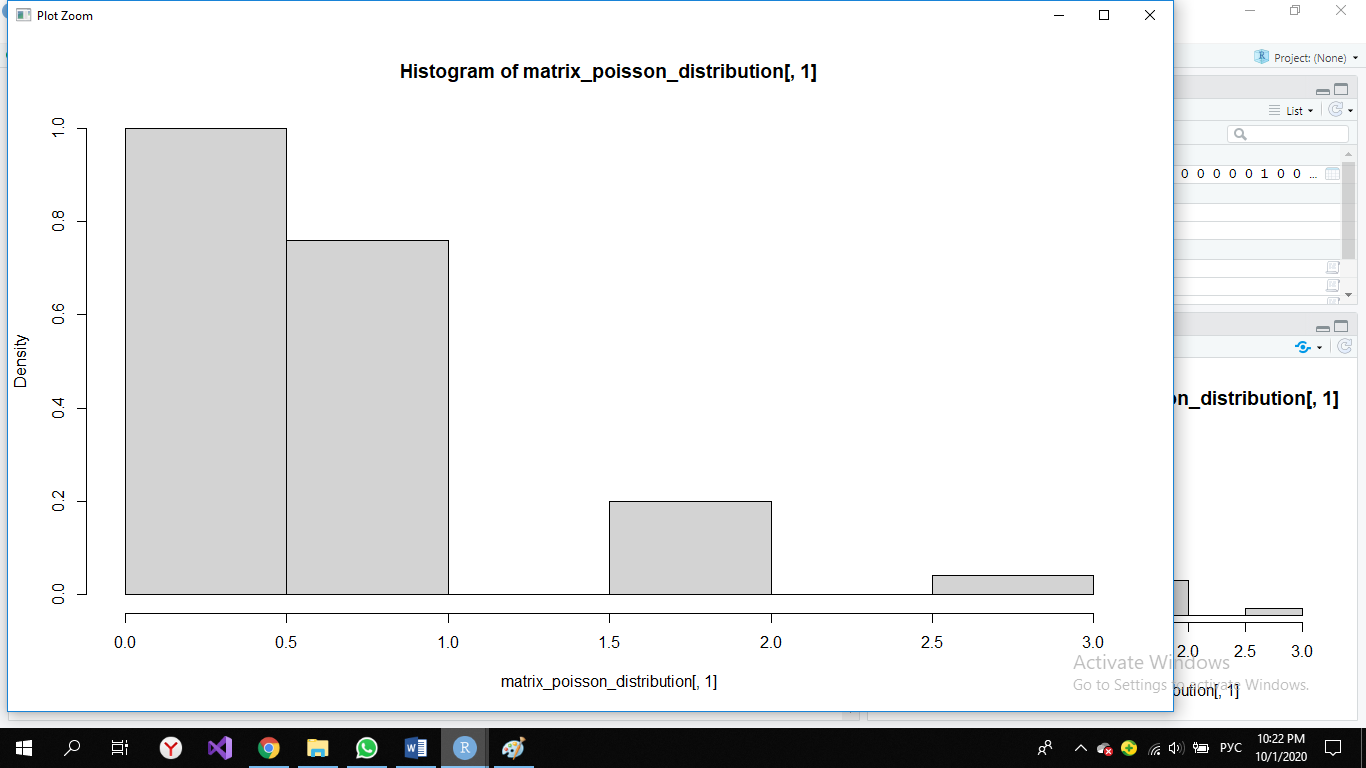 Plot Zoom
Histogram of matrix_poisson_distribution[, 1]
Density
1.0
0.8
0.6
0.4
0.2
0.0
0.0 0.5 1.0 1.5 2.0 2.5 3.0
matrix_poisson_distribution[, 1]
Project: (None)
List
0 0 0 0 0 1 0 0 ...
n_distribution[, 1]
2.0 2.5 3.0
bution[, 1]
Activate Windows
Go to Settings to activate Windows.
РУС
10:22 PM
10/1/2020